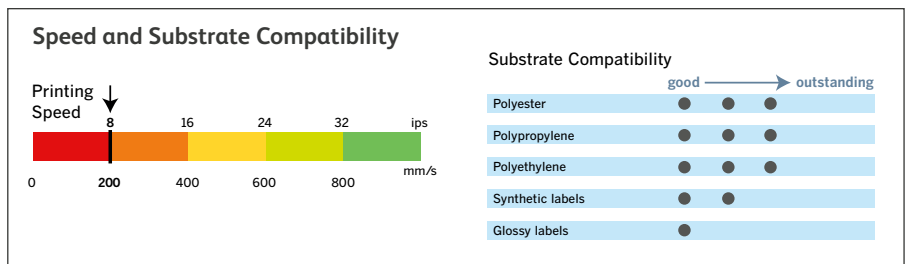 Speed and Substrate Compatibility
Printing
Speed
8 16 24 32 ips
mm/s
0 200 400 600 800
Substrate Compatibility
good outstanding
Polyester
Polypropylene
Polyethylene
Synthetic labels
Glossy labels